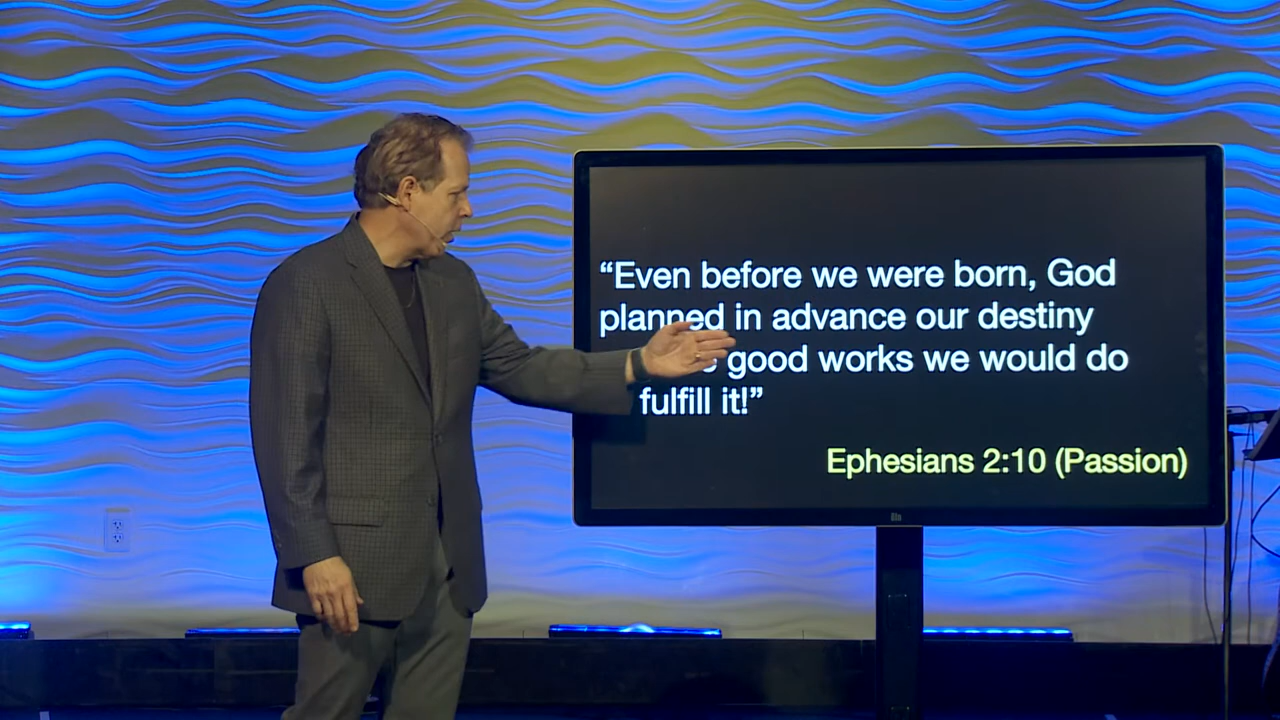 “Even before we were born, God
planned in advance our destiny
good works we would do
fulfill it!”
Ephesians 2:10 (Passion)
elo